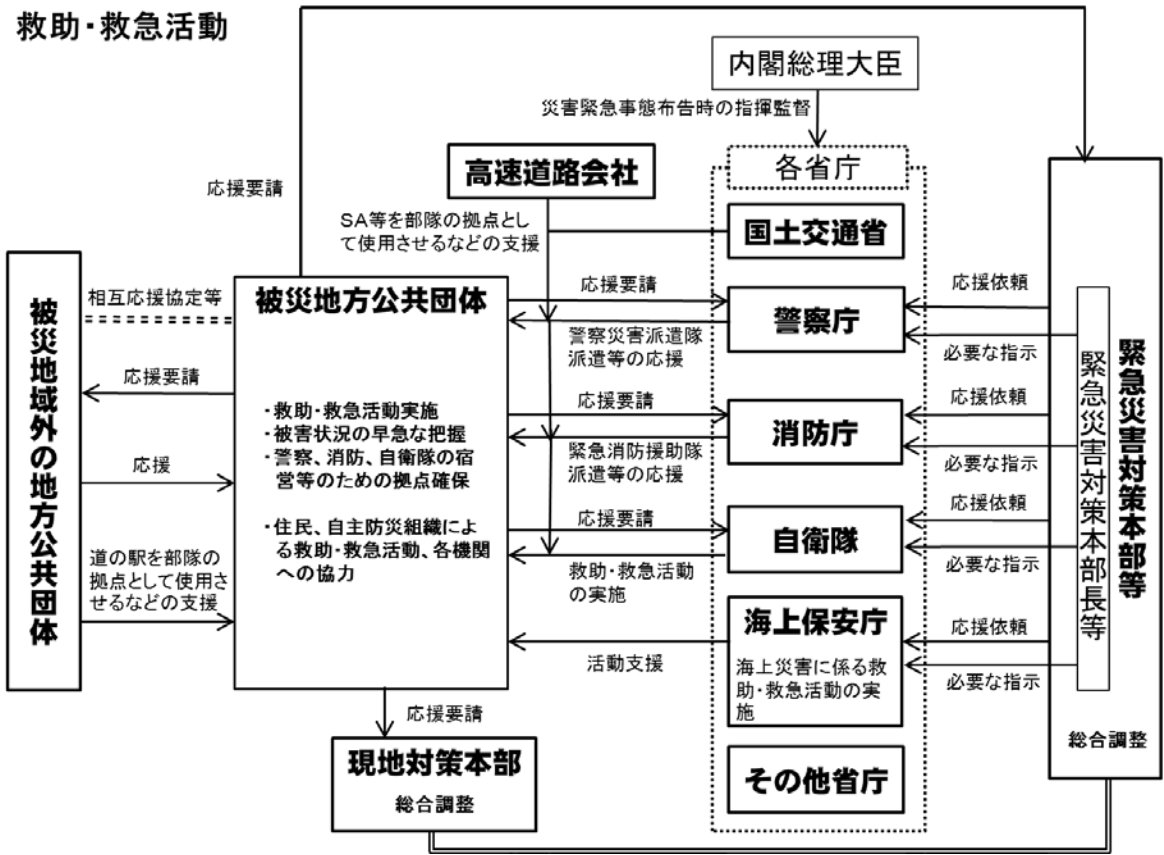 救助・救急活動
内閣総理大臣
災害緊急事態布告時の指揮監督
各省庁
高速道路会社
応援要請
SA等を部隊の拠点とし
て使用させるなどの支援
国土交通省
被災地域外の地方公共団体
相互応援協定等
応援要請
応援
道の駅を部隊の
拠点として使用さ
せるなどの支援
被災地方公共団体
・救助・救急活動実施
・被害状況の早急な把握
・警察、消防、自衛隊の宿
営等のための拠点確保
・住民、自主防災組織によ
る救助・救急活動、各機関
への協力
応援要請
警察災害派遣隊
派遣等の応援
警察庁
応援依頼
必要な指示
応援要請
緊急消防援助隊
派遣等の応援
消防庁
応援依頼
必要な指示
応援要請
救助・救急活動
の実施
自衛隊
応援依頼
必要な指示
活動支援
海上保安庁
海上災害に係る救
助・救急活動の実
施
応援依頼
必要な指示
その他省庁
緊急災害対策本部長等
緊急災害対策本部等
総合調整
応援要請
現地対策本部
総合調整